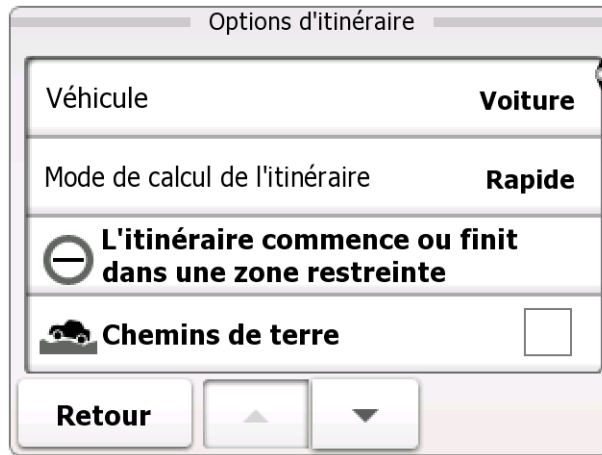 Options d'itinéraire
Véhicule Voiture
Mode de calcul de l'itinéraire Rapide
L'itinéraire commence ou finit
dans une zone restreinte
Chemins de terre
Retour